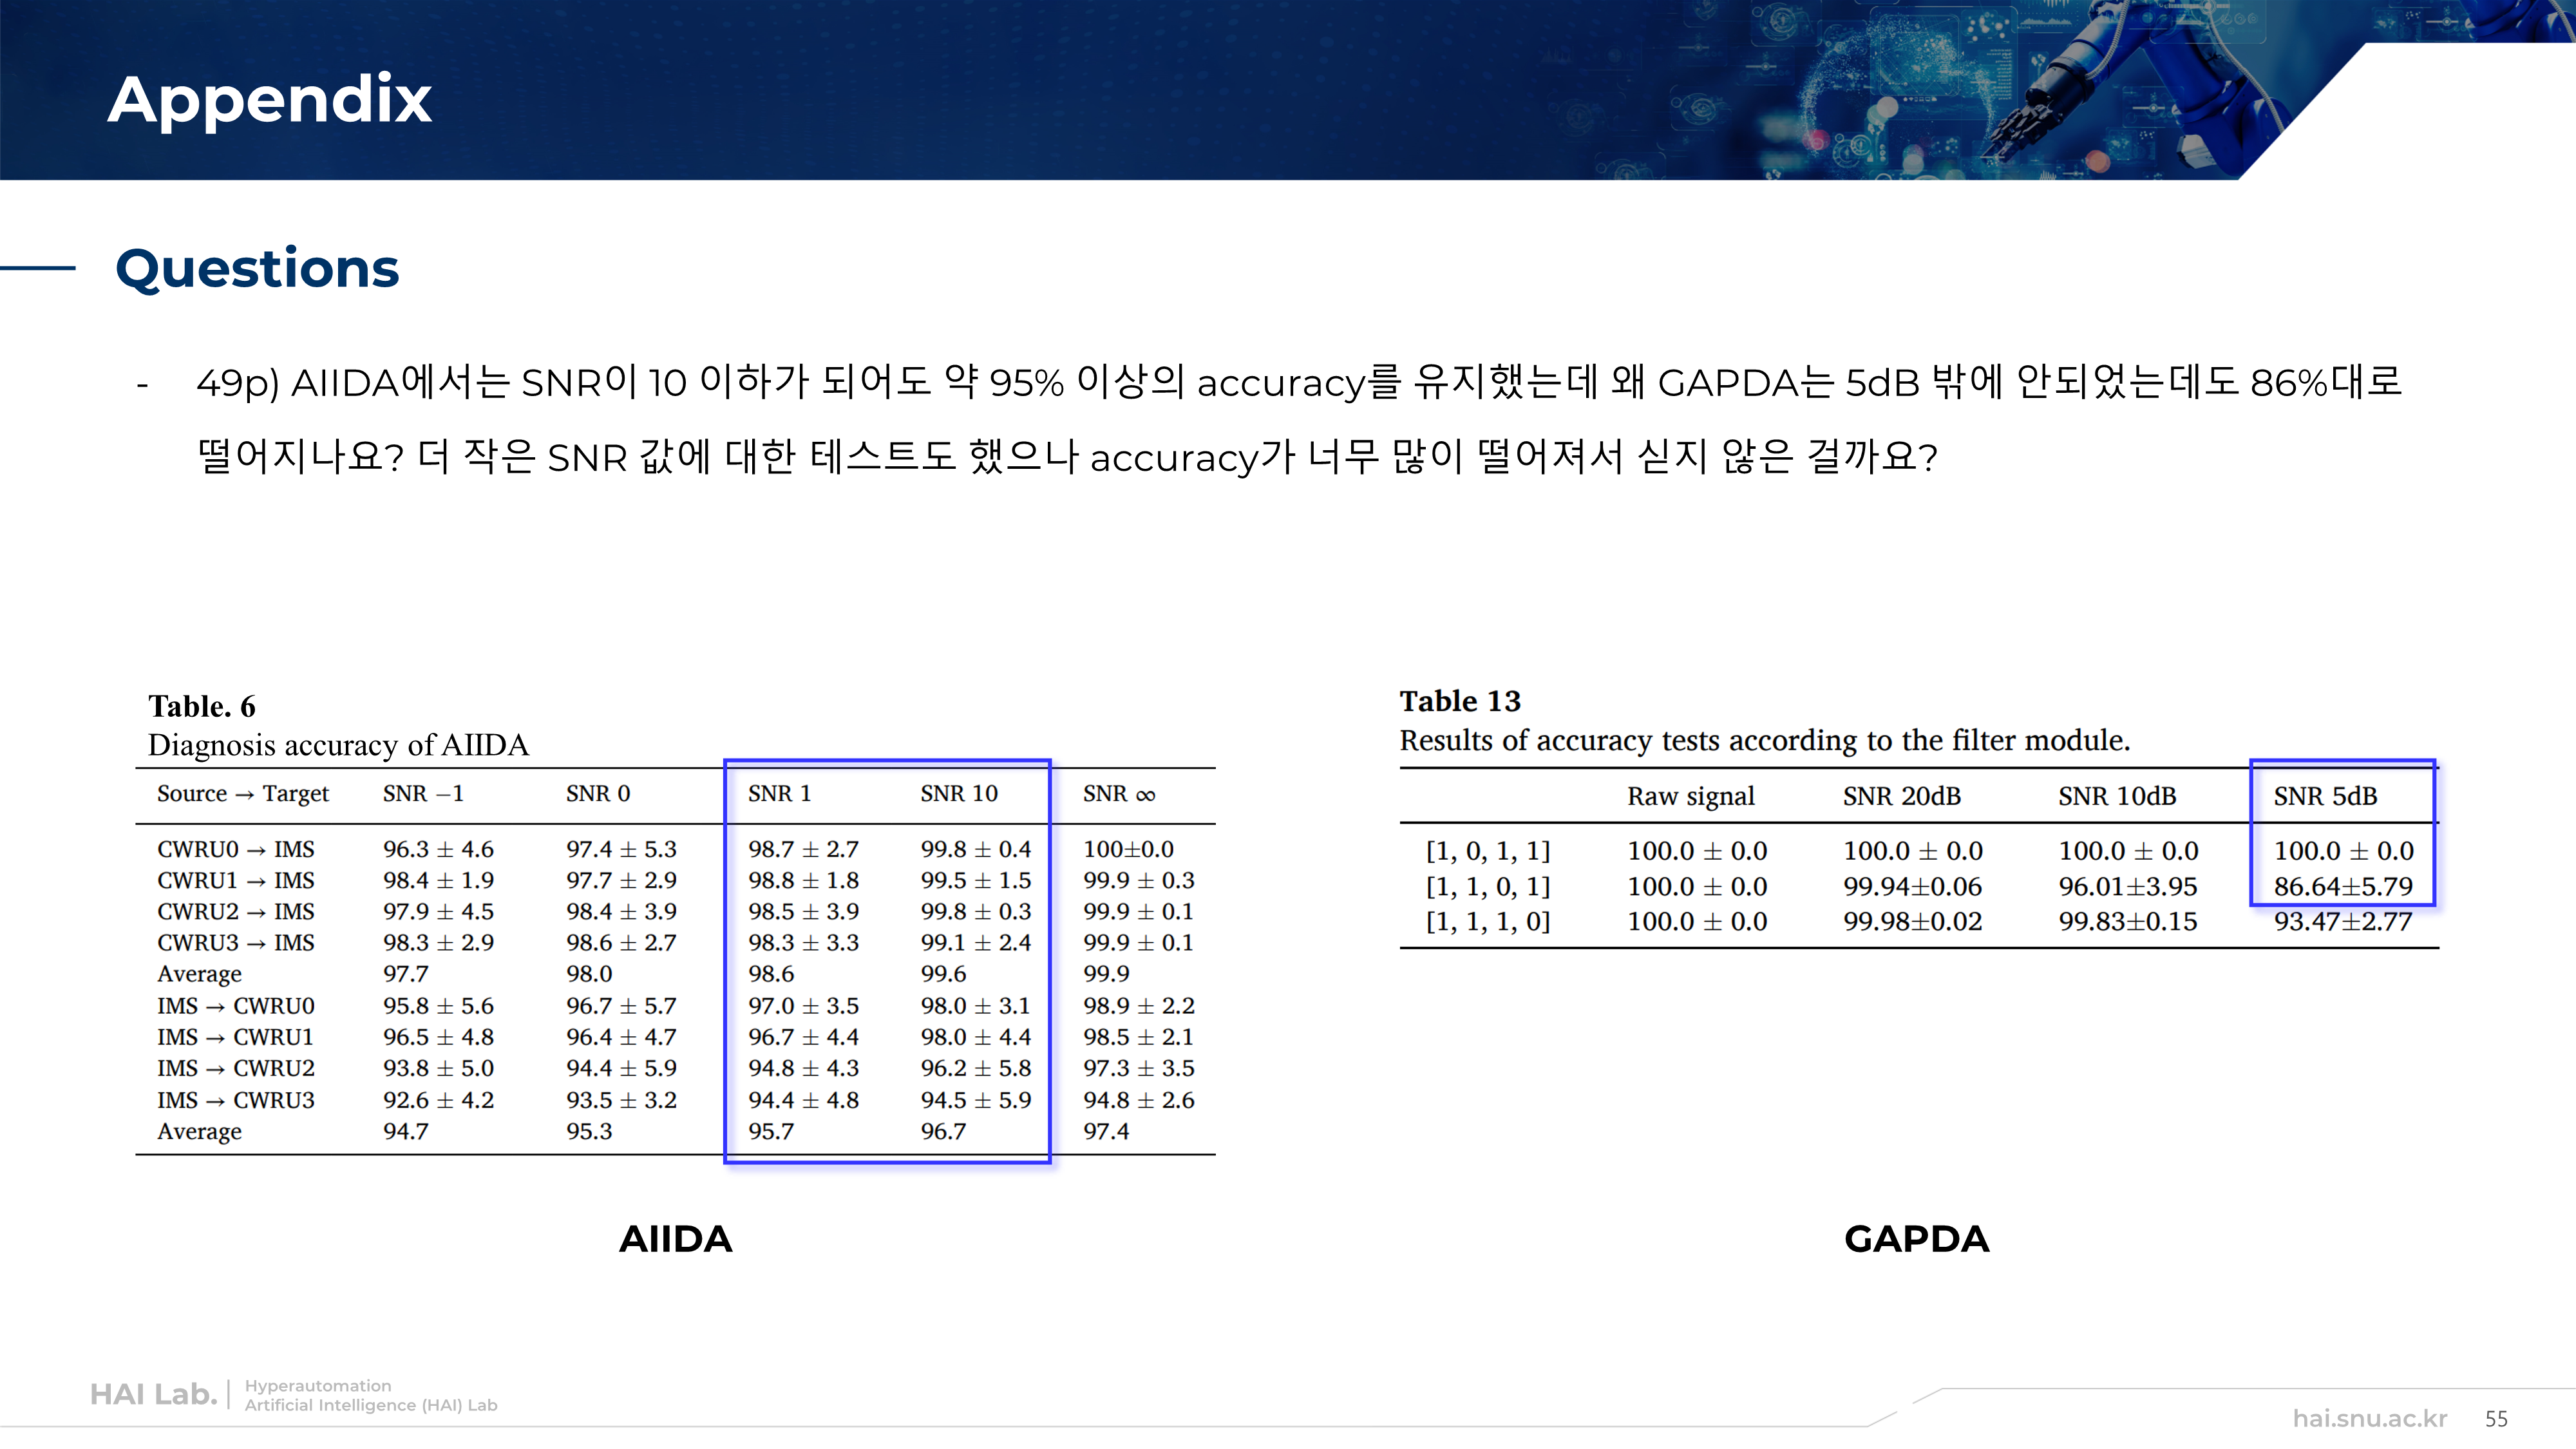 Appendix
Questions
- 49p) AIIDA에서는 SNR이 10 이하가 되어도 약 95% 이상의 accuracy를 유지했는데 왜 GAPDA는 5dB 밖에 안되었는데도 86%대로
떨어지나요? 더 작은 SNR 값에 대한 테스트도 했으나 accuracy가 너무 많이 떨어져서 싣지 않은 걸까요?
Table. 6
Diagnosis accuracy of AIIDA
Source → Target SNR −1 SNR 0 SNR 1 SNR 10 SNR ∞
CWRU0 → IMS 96.3 ± 4.6 97.4 ± 5.3 98.7 ± 2.7 99.8 ± 0.4 100±0.0
CWRU1 → IMS 98.4 ± 1.9 97.7 ± 2.9 98.8 ± 1.8 99.5 ± 1.5 99.9 ± 0.3
CWRU2 → IMS 97.9 ± 4.5 98.4 ± 3.9 98.5 ± 3.9 99.8 ± 0.3 99.9 ± 0.1
CWRU3 → IMS 98.3 ± 2.9 98.6 ± 2.7 98.3 ± 3.3 99.1 ± 2.4 99.9 ± 0.1
Average 97.7 98.0 98.6 99.6 99.9
IMS → CWRU0 95.8 ± 5.6 96.7 ± 5.7 97.0 ± 3.5 98.0 ± 3.1 98.9 ± 2.2
IMS → CWRU1 96.5 ± 4.8 96.4 ± 4.7 96.7 ± 4.4 98.0 ± 4.4 98.5 ± 2.1
IMS → CWRU2 93.8 ± 5.0 94.4 ± 5.9 94.8 ± 4.3 96.2 ± 5.8 97.3 ± 3.5
IMS → CWRU3 92.6 ± 4.2 93.5 ± 3.2 94.4 ± 4.8 94.5 ± 5.9 94.8 ± 2.6
Average 94.7 95.3 95.7 96.7 97.4
AIIDA
Table 13
Results of accuracy tests according to the filter module.
Raw signal SNR 20dB SNR 10dB SNR 5dB
[1, 0, 1, 1] 100.0 ± 0.0 100.0 ± 0.0 100.0 ± 0.0 100.0 ± 0.0
[1, 1, 0, 1] 100.0 ± 0.0 99.94±0.06 96.01±3.95 86.64±5.79
[1, 1, 1, 0] 100.0 ± 0.0 99.98±0.02 99.83±0.15 93.47±2.77
GAPDA
HAI Lab.
Hyperautomation
Artificial Intelligence (HAI) Lab
hai.snu.ac.kr 55